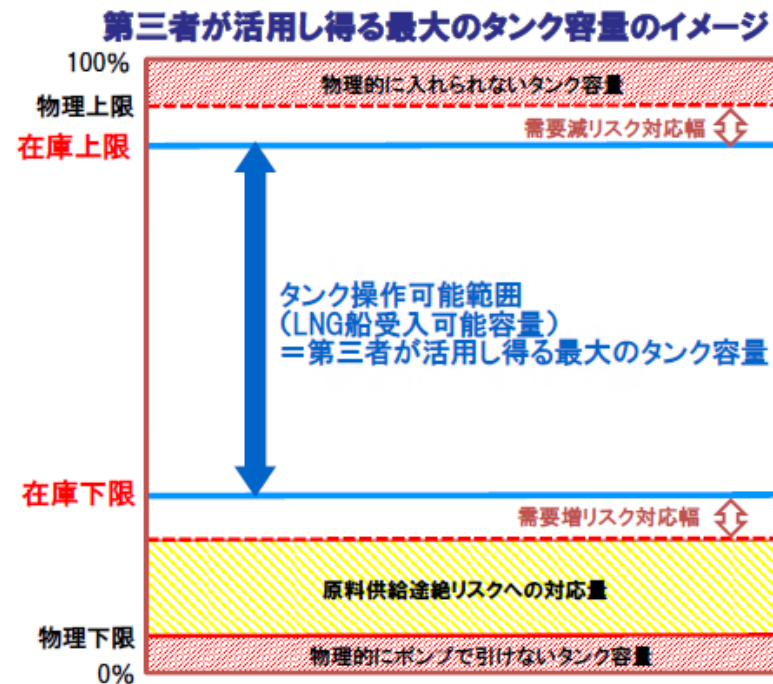 第三者が活用し得る最大のタンク容量のイメージ
100%
物理的に入れられないタンク容量
物理上限
需要減リスク対応幅
在庫上限
タンク操作可能範囲
(LNG船受入可能容量)
=第三者が活用し得る最大のタンク容量
在庫下限
需要増リスク対応幅
原料供給途絶リスクへの対応量
物理下限
物理的にポンプで引けないタンク容量
0%